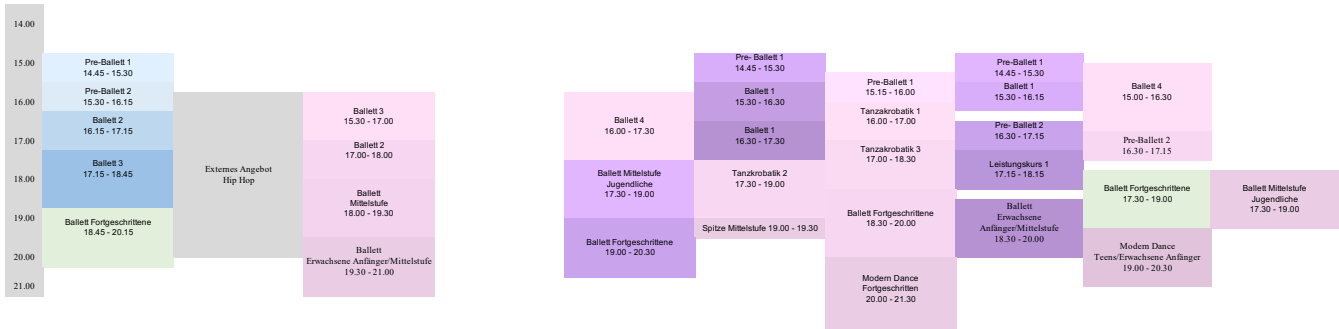 14.00
15.00
16.00
17.00
18.00
19.00
20.00
21.00
Pre-Ballett 1
14.45 - 15.30
Pre-Ballett 2
15.30 - 16.15
Ballett 2
16.15 - 17.15
Ballett 3
17.15 - 18.45
Ballett Fortgeschrittene
18.45 - 20.15
Externes Angebot
Hip Hop
Ballett 3
15.30 - 17.00
Ballett 2
17.00 - 18.00
Ballett
Mittelstufe
18.00 - 19.30
Ballett
Erwachsene Anfänger/Mittelstufe
19.30 - 21.00
Ballett 4
16.00 - 17.30
Ballett Mittelstufe
Jugendliche
17.30 - 19.00
Ballett Fortgeschrittene
19.00 - 20.30
Pre- Ballett 1
14.45 - 15.30
Ballett 1
15.30 - 16.30
Ballett 1
16.30 - 17.30
Tanzkrobatik 2
17.30 - 19.00
Spitze Mittelstufe 19.00 - 19.30
Pre-Ballett 1
15.15 - 16.00
Tanzakrobatik 1
16.00 - 17.00
Tanzakrobatik 3
17.00 - 18.30
Ballett Fortgeschrittene
18.30 - 20.00
Modern Dance
Fortgeschritten
20.00 - 21.30
Pre-Ballett 1
14.45 - 15.30
Ballett 1
15.30 - 16.15
Pre- Ballett 2
16.30 - 17.15
Leistungskurs 1
17.15 - 18.15
Ballett
Erwachsene
Anfänger/Mittelstufe
18.30 - 20.00
Ballett 4
15.00 - 16.30
Pre-Ballett 2
16.30 - 17.15
Ballett Fortgeschrittene
17.30 - 19.00
Modern Dance
Teens/Erwachsene Anfänger
19.00 - 20.30
Ballett Mittelstufe
Jugendliche
17.30 - 19.00